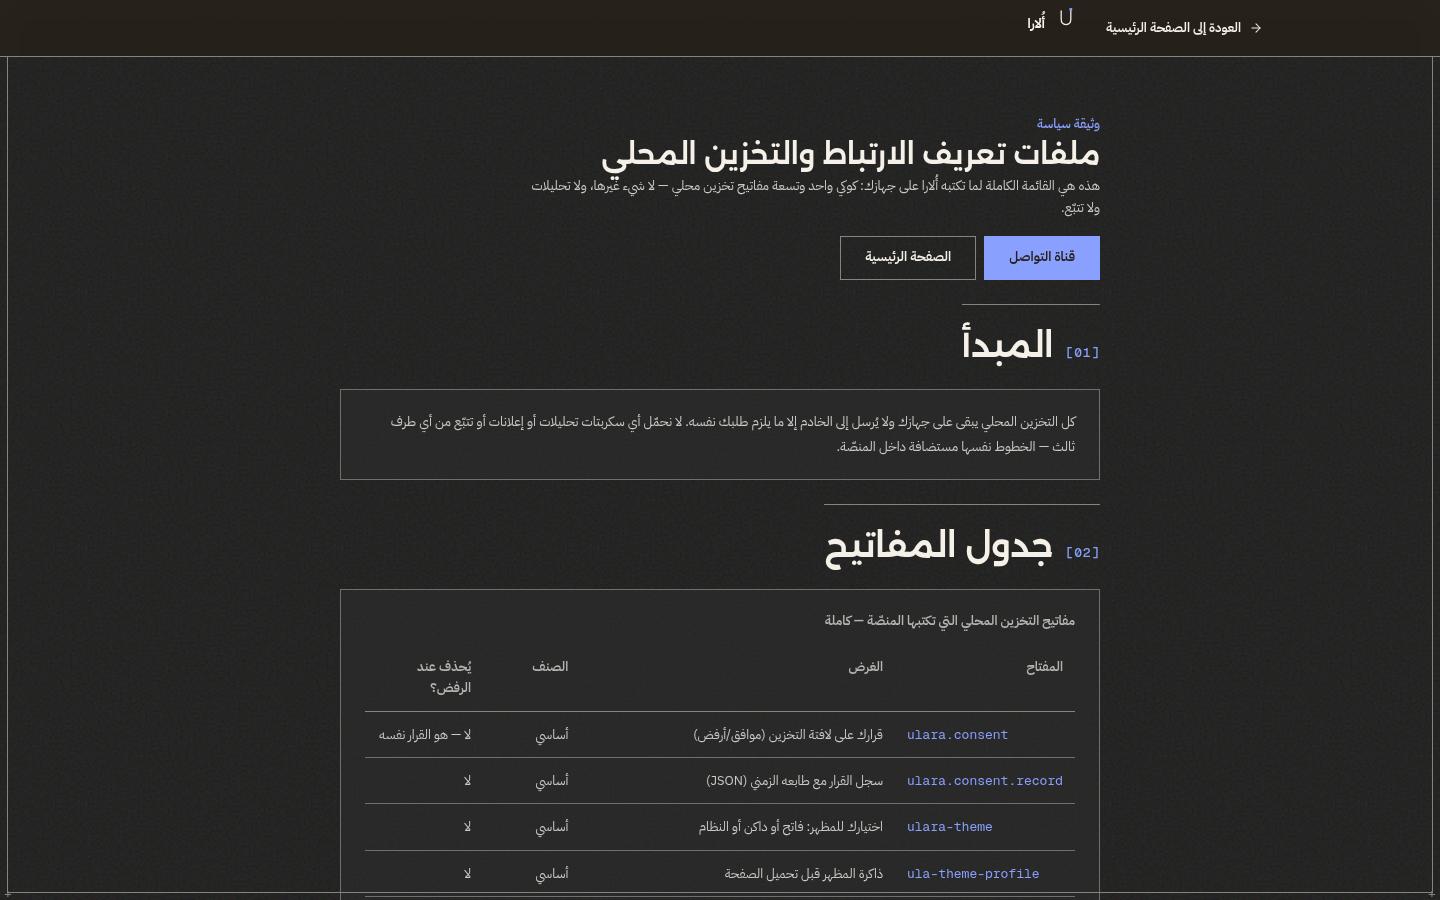 العودة إلى الصفحة الرئيسية
أُلارا
وثيقة سياسة
ملفات تعريف الارتباط والتخزين المحلي
هذه هي القائمة الكاملة لما تكتبه أُلارا على جهازك: كوكي واحد وتسعة مفاتيح تخزين محلي — لا شيء غيرها، ولا تحليلات
ولا تتبّع.
قناة التواصل
الصفحة الرئيسية
[01] المبدأ
كل التخزين المحلي يبقى على جهازك ولا يُرسل إلى الخادم إلا ما يلزم طلبك نفسه. لا نحمّل أي سكربتات تحليلات أو إعلانات أو تتبّع من أي طرف
ثالث — الخطوط نفسها مستضافة داخل المنصّة.
[02] جدول المفاتيح
مفاتيح التخزين المحلي التي تكتبها المنصّة — كاملة
المفتاح الغرض الصنف يُحذف عند
الرفض؟
ulara.consent قرارك على لافتة التخزين (موافق/أرفض) أساسي لا — هو القرار نفسه
ulara.consent.record سجل القرار مع طابعه الزمني (JSON) أساسي لا
ulara-theme اختيارك للمظهر: فاتح أو داكن أو النظام أساسي لا
ula-theme-profile ذاكرة المظهر قبل تحميل الصفحة أساسي لا